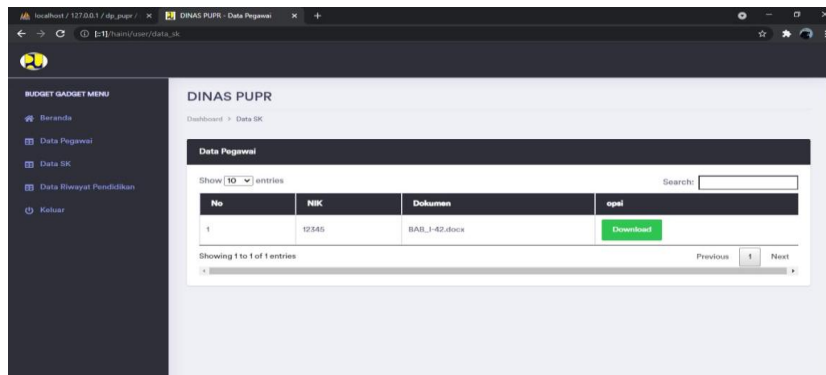 localhost / 127.0.0.1 / dp_pupr /
DINAS PUPR - Data Pegawai
[::1]/haini/user/data_sk
BUDGET GADGET MENU
Beranda
Data Pegawai
Data SK
Data Riwayat Pendidikan
Keluar
DINAS PUPR
Dashboard > Data SK
Data Pegawai
Show 10 entries
Search:
No NIK Dokumen opsi
1 12345 BAB_I-42.docx Download
Showing 1 to 1 of 1 entries
Previous 1 Next